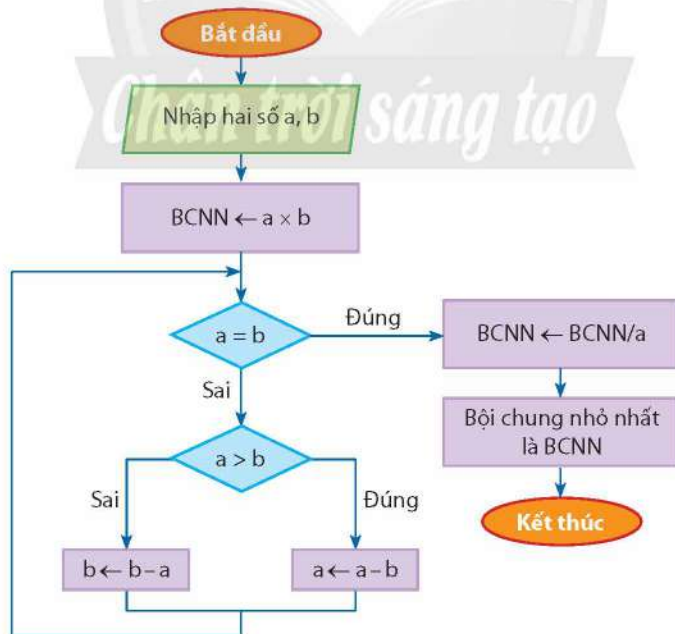 Bắt đầu
Chân trời sáng tạo
Nhập hai số a, b
BCNN ← a × b
a = b
Đúng
BCNN ← BCNN/a
Sai
Bội chung nhỏ nhất
là BCNN
a > b
Sai
Đúng
Kết thúc
b ← b – a
a ← a – b